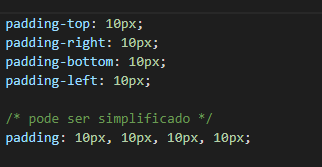 padding-top: 10px;
padding-right: 10px;
padding-bottom: 10px;
padding-left: 10px;
/* pode ser simplificado */
padding: 10px, 10px, 10px, 10px;